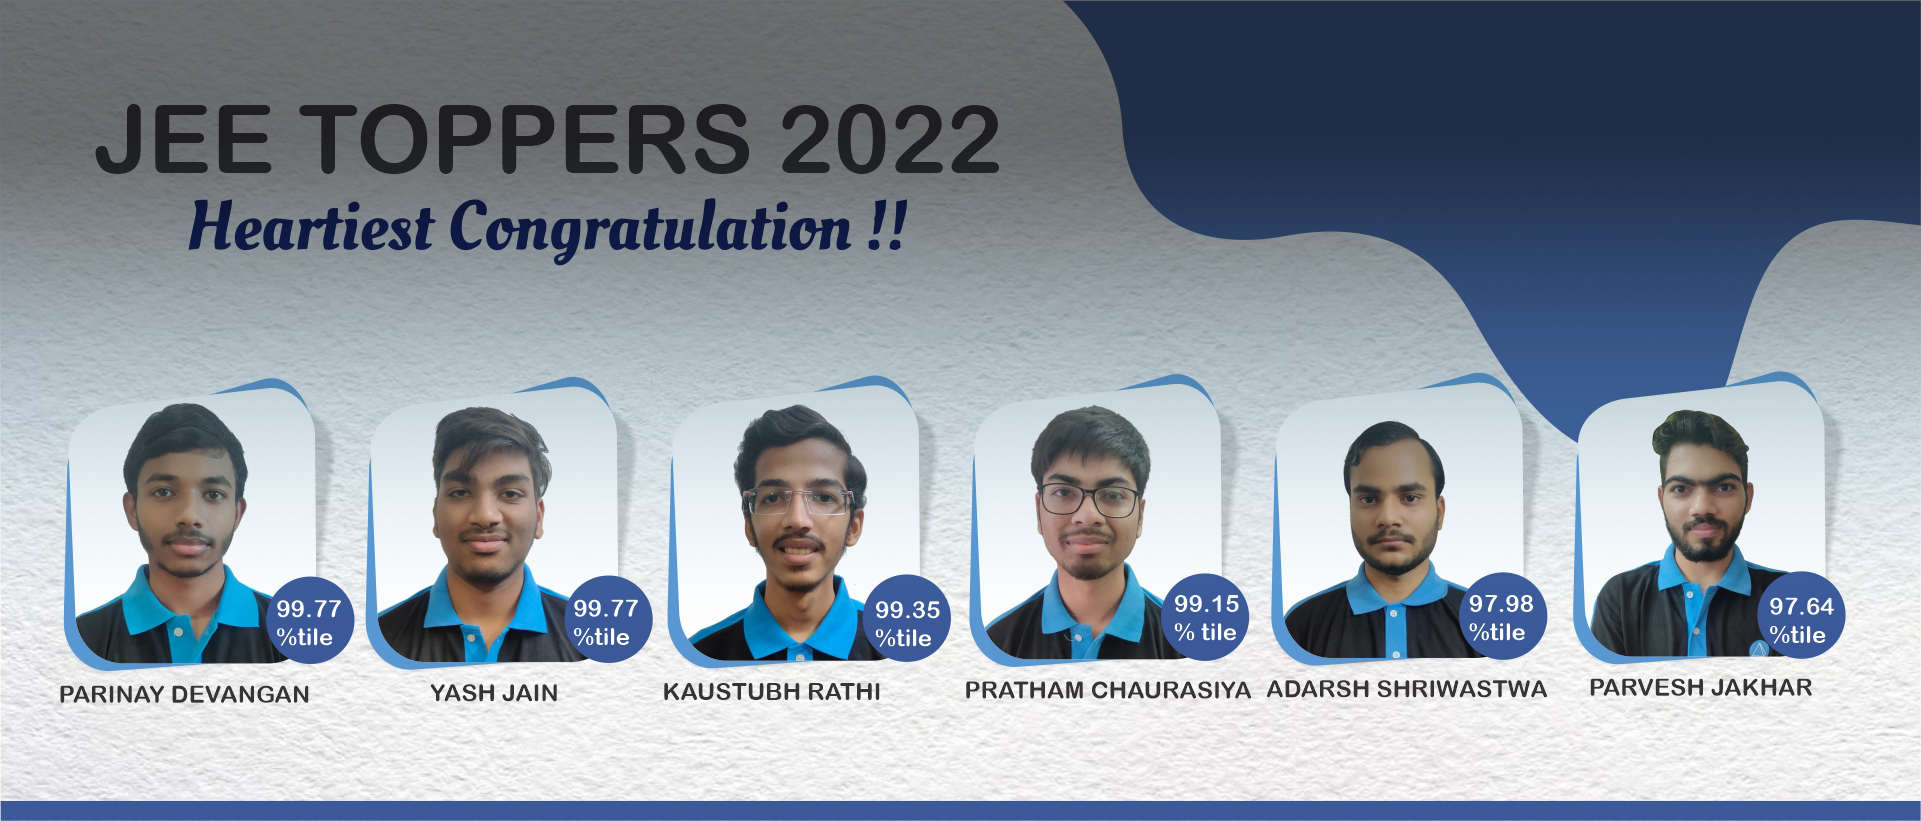 JEE TOPPERS 2022
Heartiest Congratulation !!
99.77
%tile
PARINAY DEVANGAN
99.77
%tile
YASH JAIN
99.35
%tile
KAUSTUBH RATHI
99.15
% tile
PRATHAM CHAURASIYA
97.98
%tile
ADARSH SHRIWASTWA
97.64
%tile
PARVESH JAKHAR